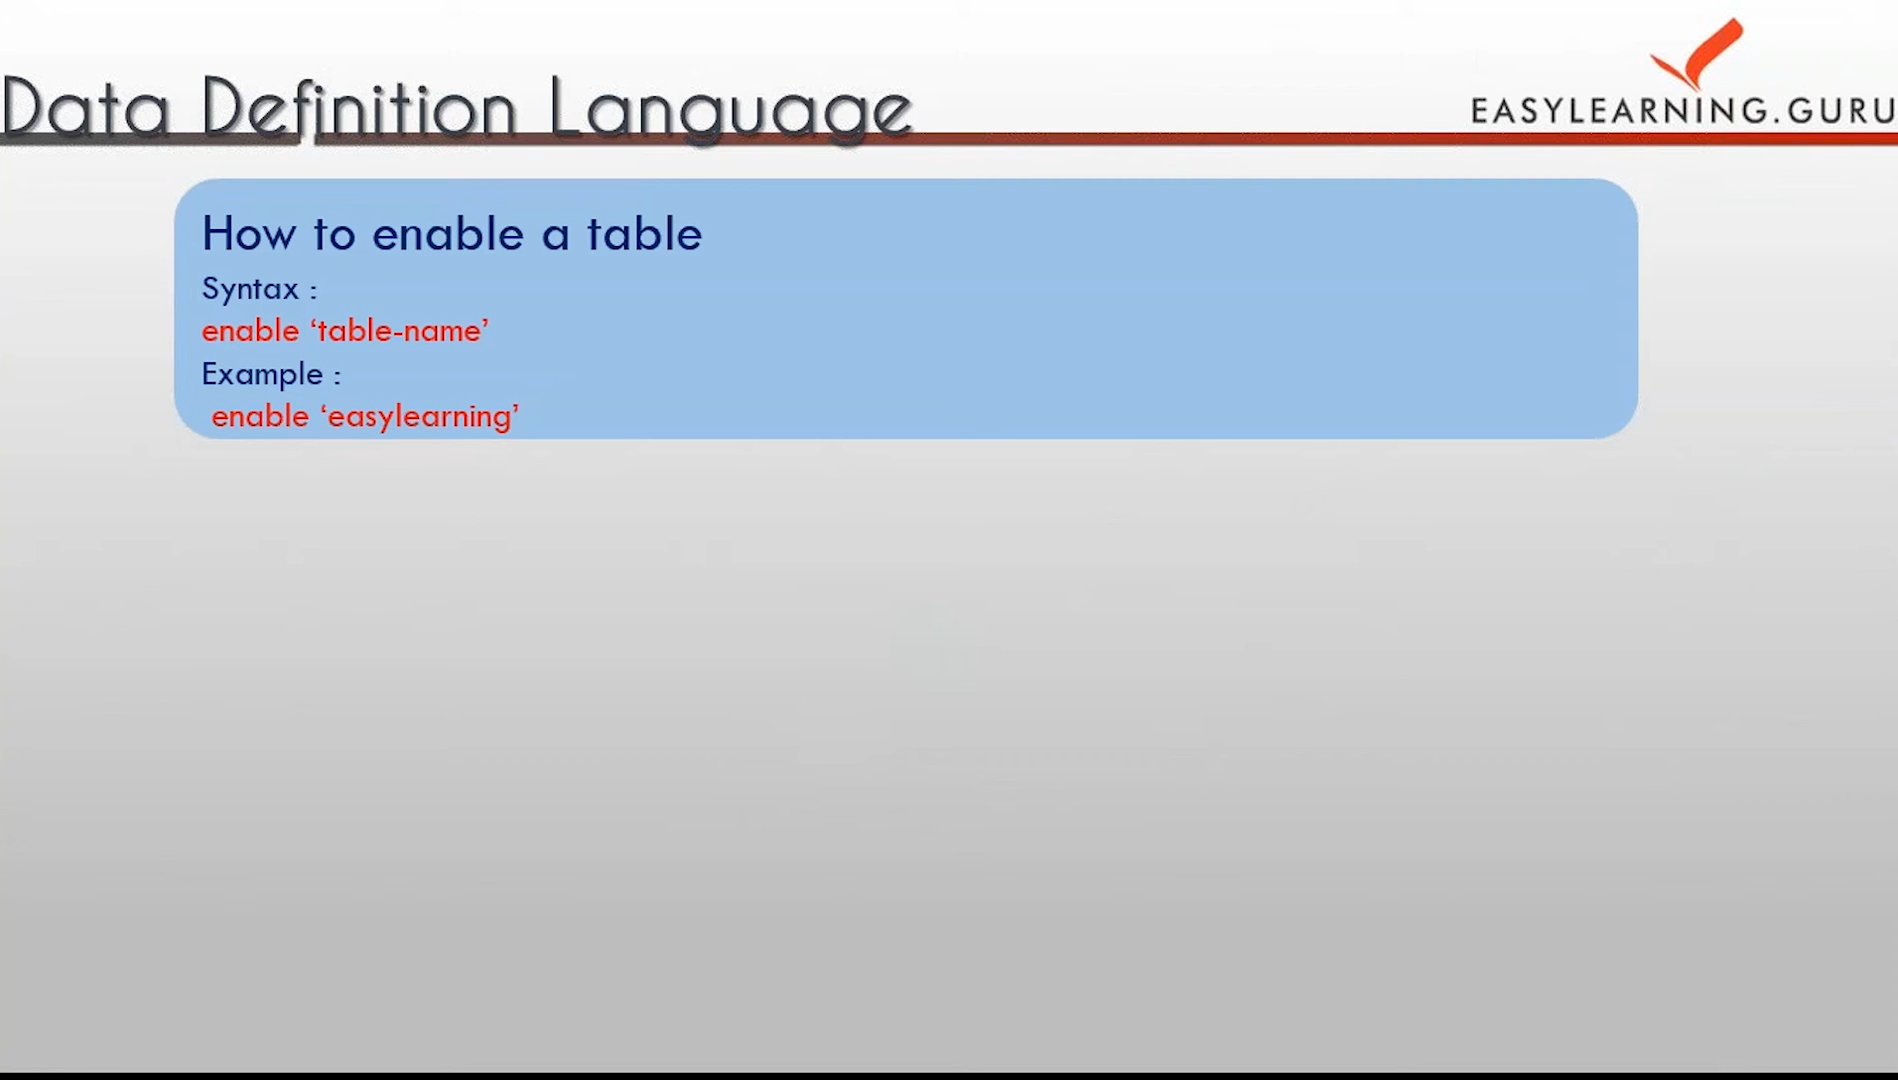 Data Definition Language
EASYLEARNING.GURU
How to enable a table
Syntax :
enable ‘table-name’
Example :
enable ‘easylearning’